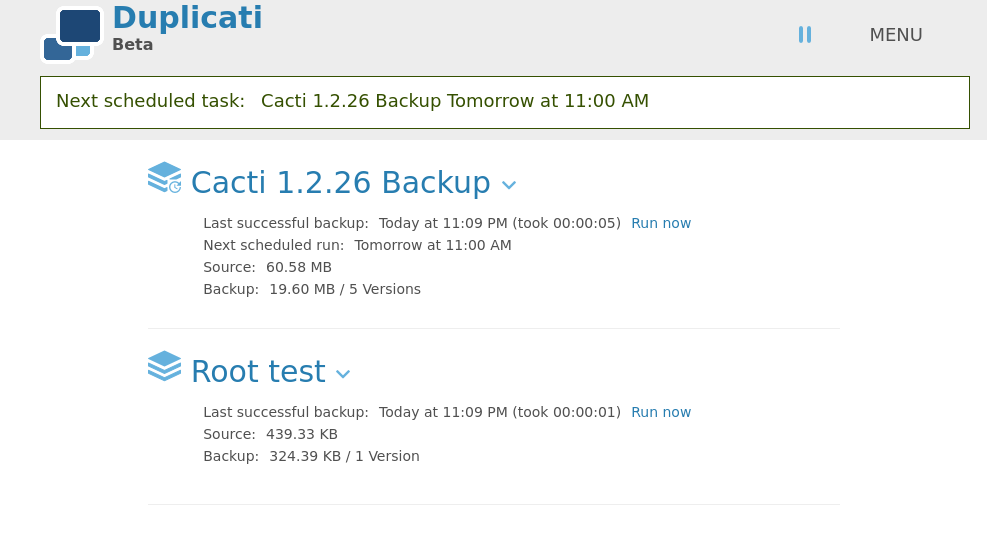 Duplicati
Beta
MENU
Next scheduled task: Cacti 1.2.26 Backup Tomorrow at 11:00 AM
Cacti 1.2.26 Backup
Last successful backup: Today at 11:09 PM (took 00:00:05) Run now
Next scheduled run: Tomorrow at 11:00 AM
Source: 60.58 MB
Backup: 19.60 MB / 5 Versions
Root test
Last successful backup: Today at 11:09 PM (took 00:00:01) Run now
Source: 439.33 KB
Backup: 324.39 KB / 1 Version